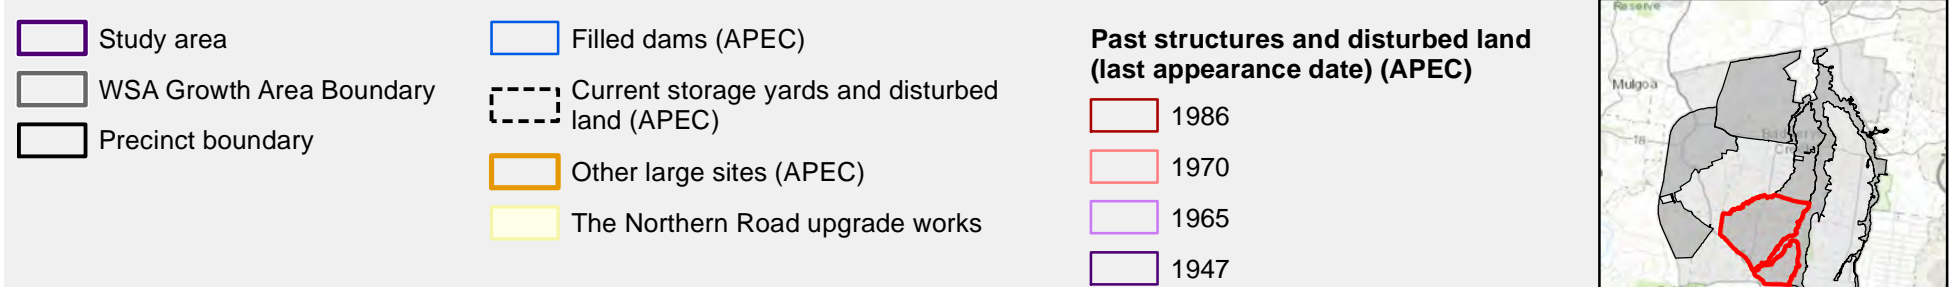 Study area
WSA Growth Area Boundary
Precinct boundary
Filled dams (APEC)
Current storage yards and disturbed
land (APEC)
Other large sites (APEC)
The Northern Road upgrade works
Past structures and disturbed land
(last appearance date) (APEC)
1986
1970
1965
1947
Reserve
Mulgoa